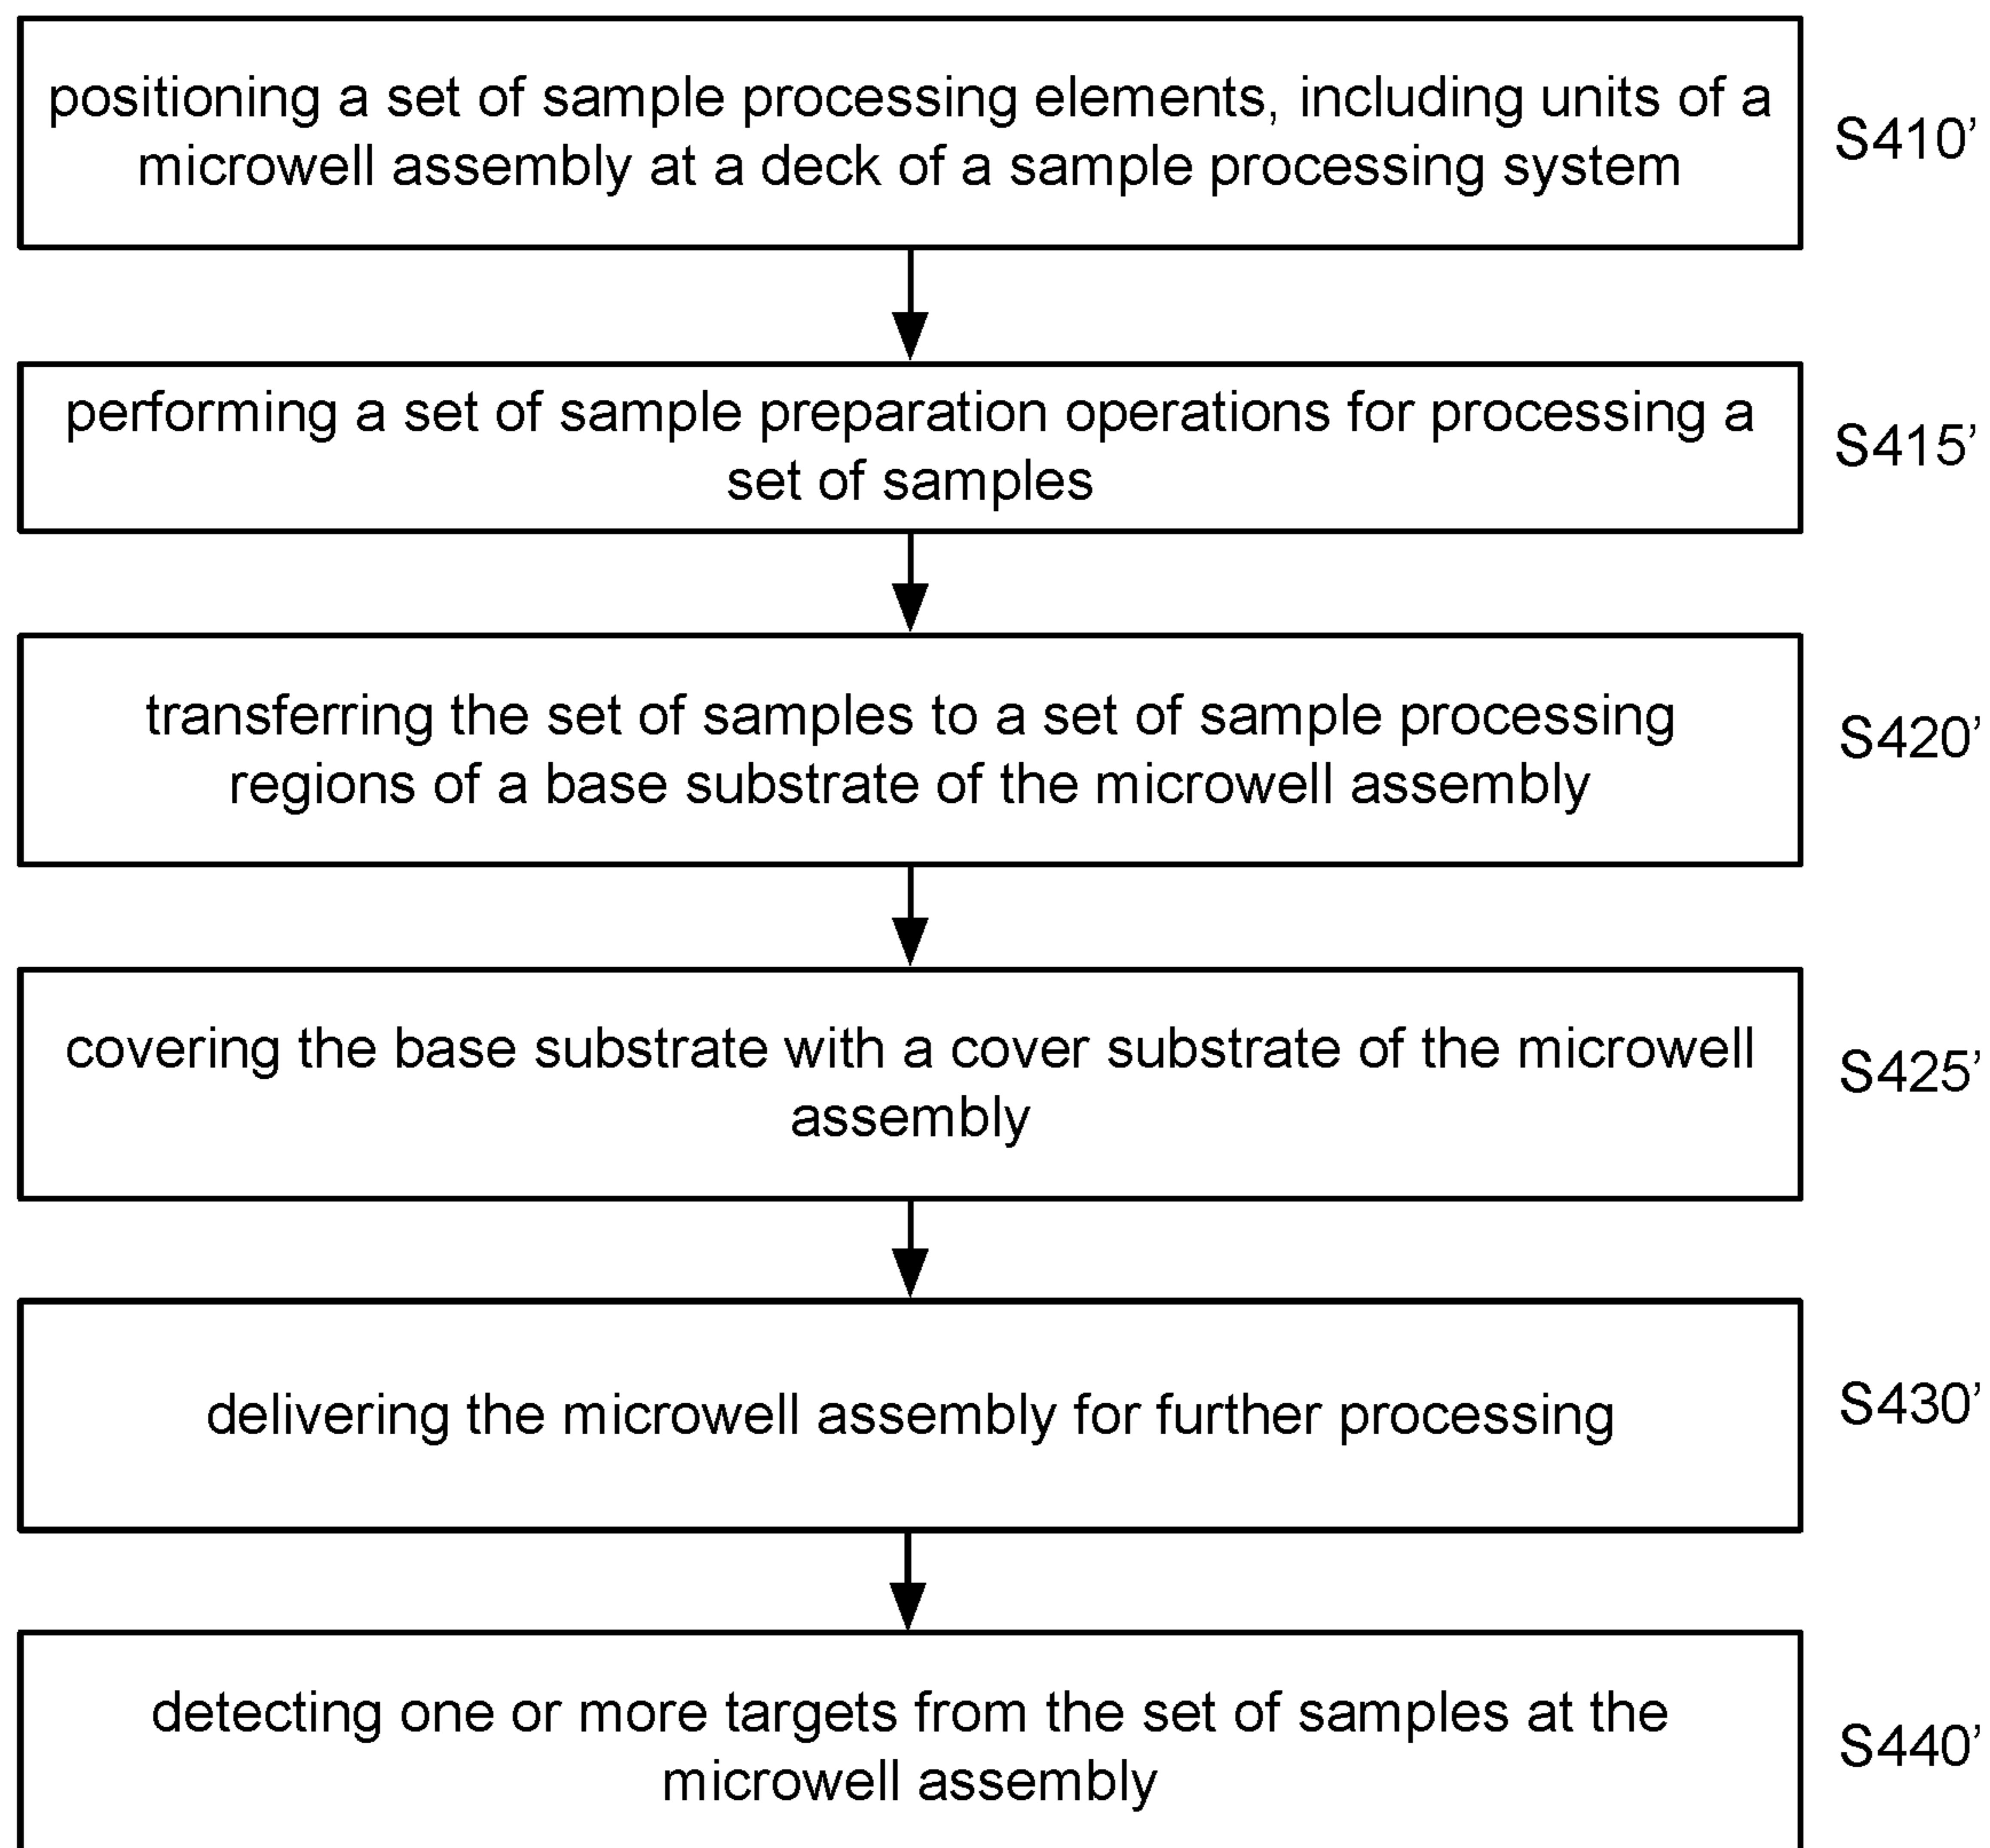 positioning a set of sample processing elements, including units of a
microwell assembly at a deck of a sample processing system
S410’
performing a set of sample preparation operations for processing a
set of samples
S415’
transferring the set of samples to a set of sample processing
regions of a base substrate of the microwell assembly
S420’
covering the base substrate with a cover substrate of the microwell
assembly
S425’
delivering the microwell assembly for further processing
S430’
detecting one or more targets from the set of samples at the
microwell assembly
S440’